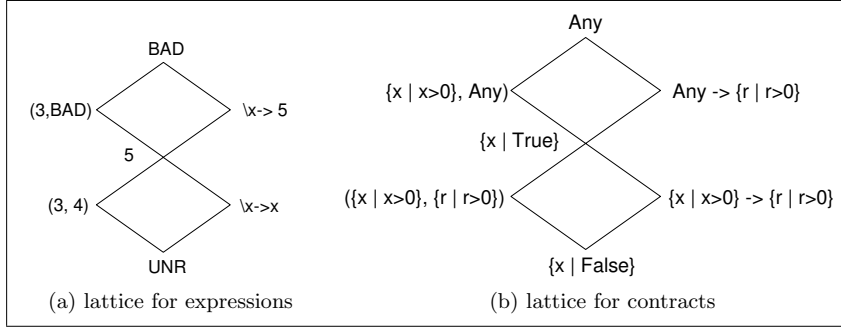 BAD
(3,BAD)
\x-> 5
5
(3, 4)
\x->x
UNR
(a) lattice for expressions
Any
{x | x>0}, Any)
Any -> {r | r>0}
{x | True}
({x | x>0}, {r | r>0})
{x | x>0} -> {r | r>0}
{x | False}
(b) lattice for contracts